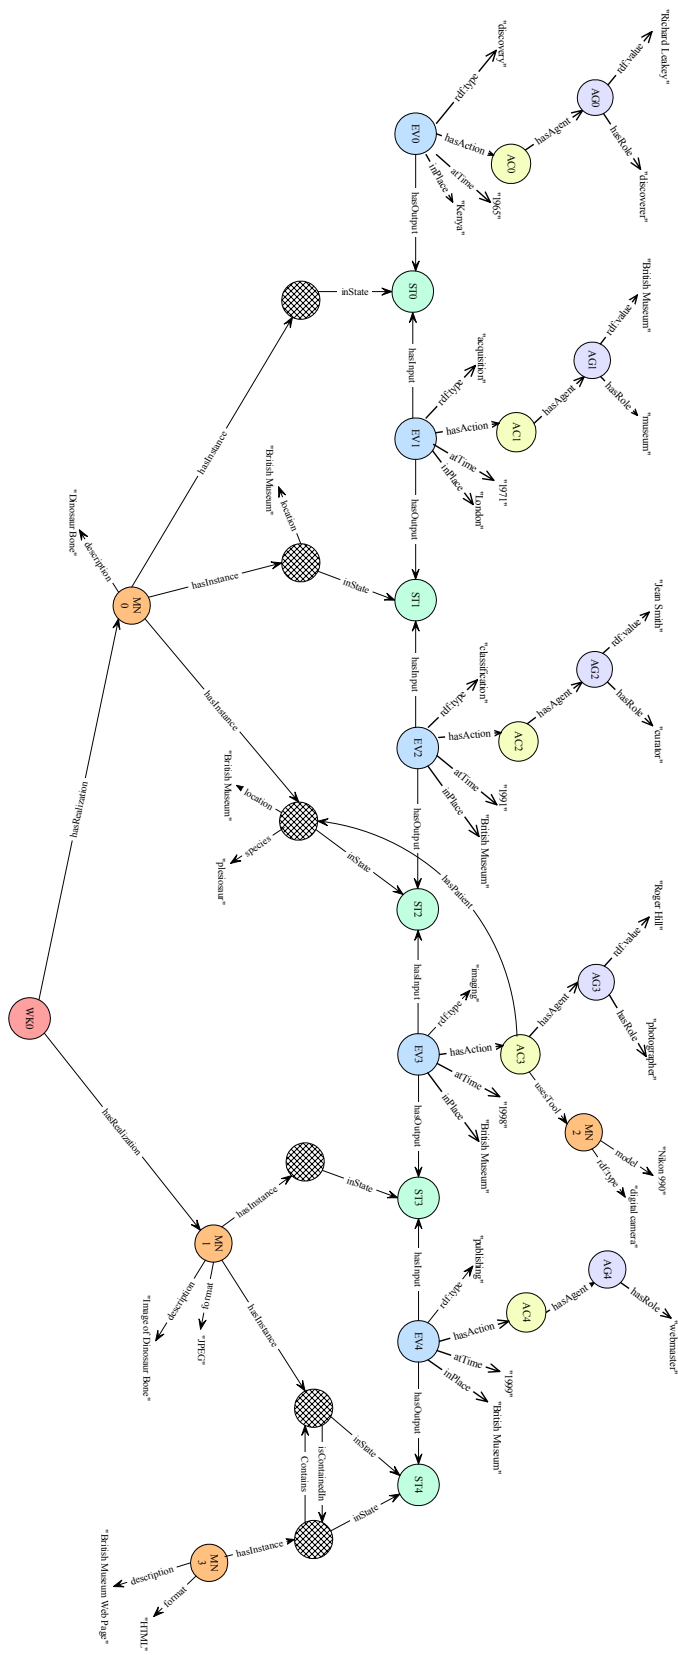 "Richard Leakey"
"discovery"
rdf:value
rdf:type
AG0
EV0
hasAction
hasAgent
AC0
hasRole
atTime
inPlace
"discoverer"
"1965"
"Kenya"
hasOutput
inState
ST0
"British Museum"
rdf:value
hasInput
"acquisition"
rdf:type
AG1
hasAgent
hasRole
EV1
hasAction
AC1
"museum"
hasInstance
"British Museum"
atTime
inPlace
"1971"
"London"
location
hasOutput
"Dinosaur Bone"
description
hasInstance
inState
MN
0
ST1
"Jean Smith"
rdf:value
hasInput
"classification"
rdf:type
AG2
hasAgent
hasRole
hasInstance
EV2
hasAction
AC2
"curator"
atTime
inPlace
"1991"
"British Museum"
"British Museum"
location
hasOutput
hasRealization
species
inState
"plesiosaur"
hasPatient
ST2
"Roger Hill"
rdf:value
hasInput
"imaging"
rdf:type
AG3
hasAgent
hasRole
"photographer"
WK0
EV3
hasAction
AC3
atTime
inPlace
"1998"
"British Museum"
usesTool
MN
2
model
rdf:type
"Nikon 990"
"digital camera"
hasOutput
hasRealization
inState
ST3
hasInstance
MN
1
hasInput
"publishing"
rdf:type
AG4
hasAgent
hasRole
"webmaster"
description
format
hasInstance
"Image of Dinosaur Bone"
"JPEG"
EV4
hasAction
AC4
atTime
inPlace
"1999"
"British Museum"
hasOutput
inState
isContainedIn
Contains
ST4
inState
hasInstance
MN
3
description
format
"British Museum Web Page"
"HTML"